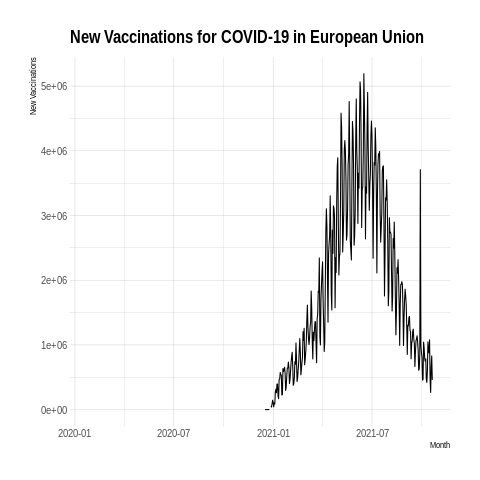 New Vaccinations for COVID-19 in European Union
New Vaccinations
5e+06
4e+06
3e+06
2e+06
1e+06
0e+00
2020-01 2020-07 2021-01 2021-07
Month